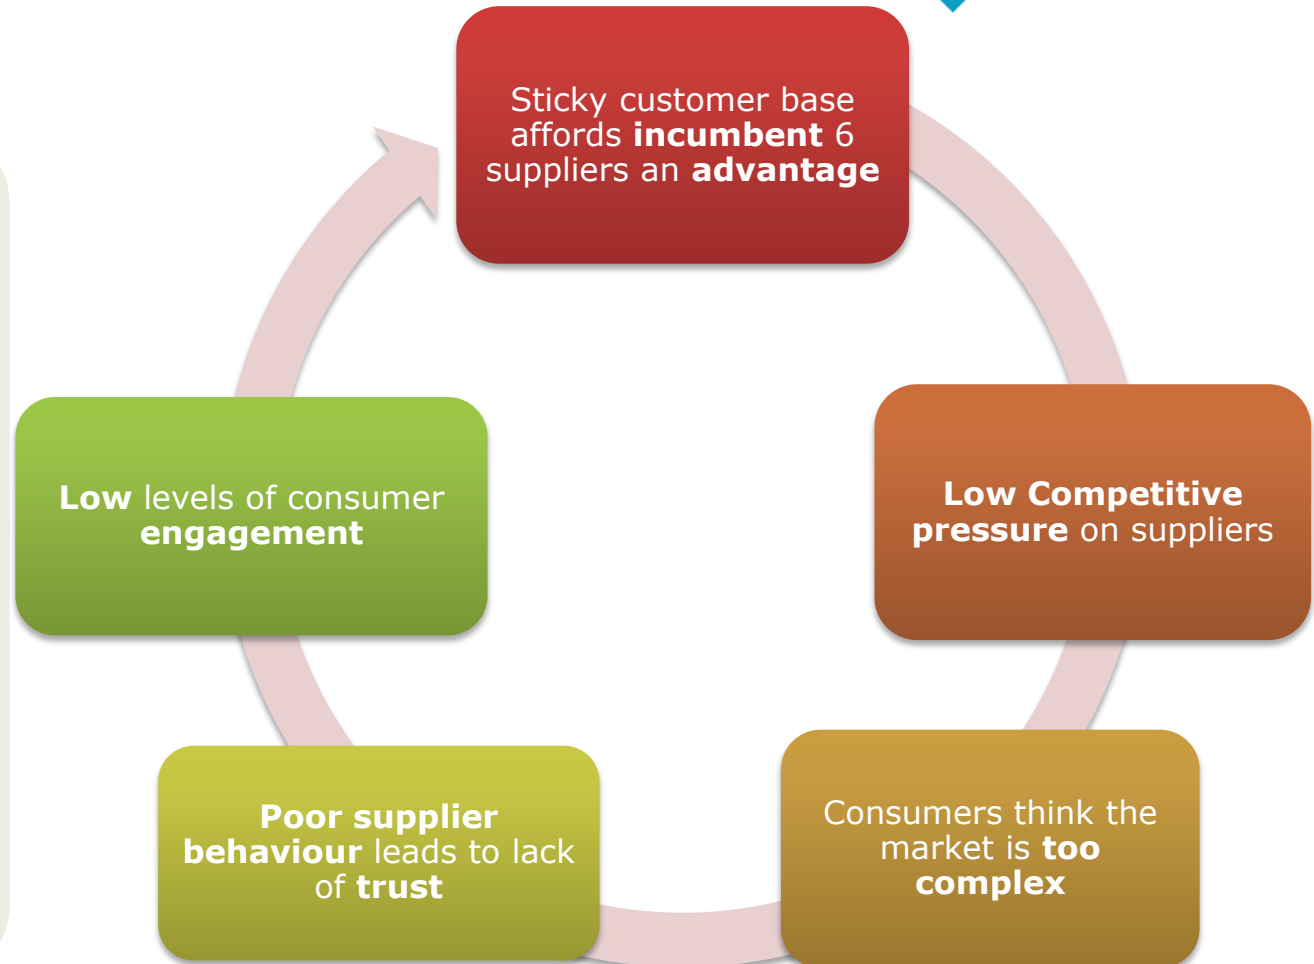 Sticky customer base
affords incumbent 6
suppliers an advantage
Low Competitive
pressure on suppliers
Consumers think the
market is too
complex
Poor supplier
behaviour leads to lack
of trust
Low levels of consumer
engagement